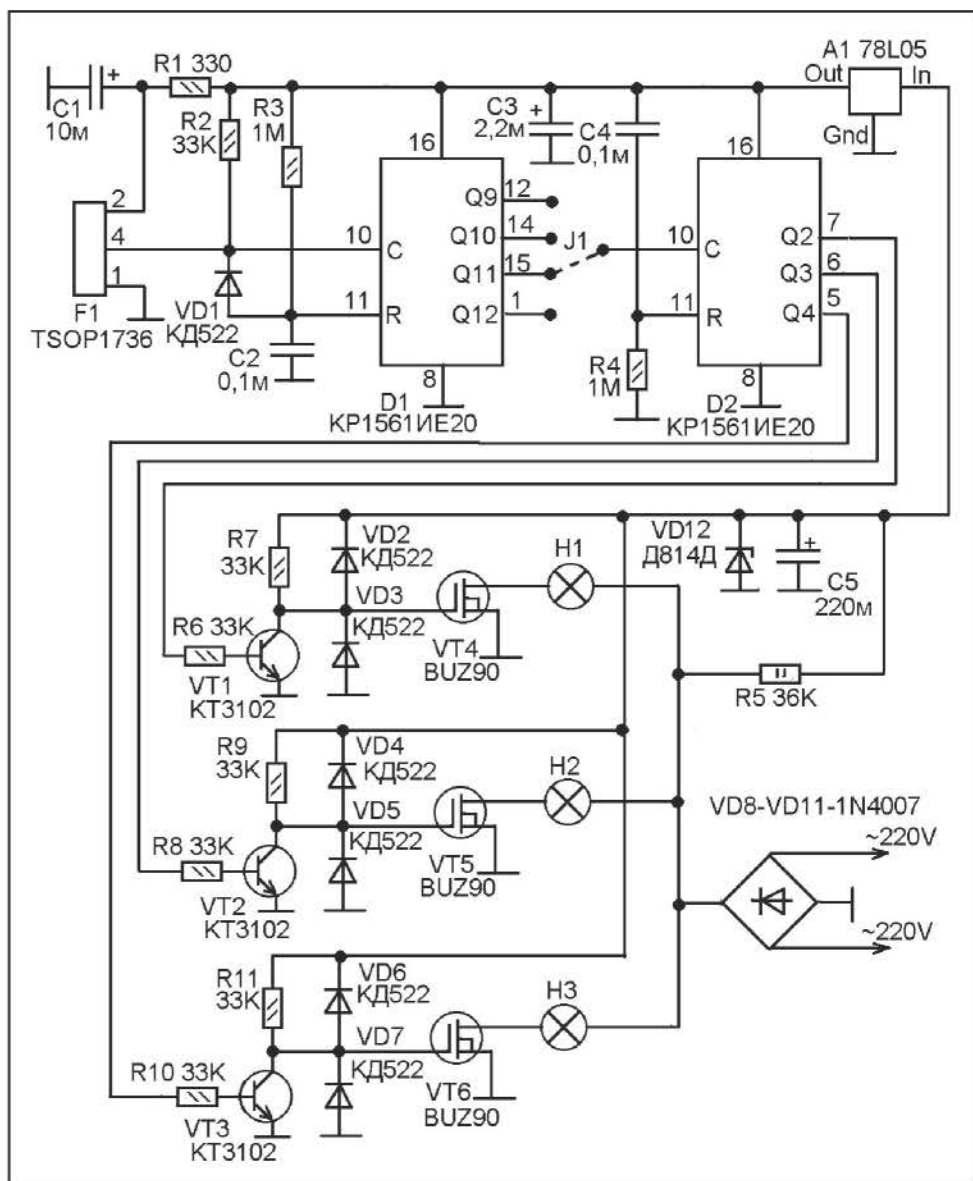 A1 78L05
Out
In
Gnd
R1 330
C1
10м
+
R2
33K
R3
1M
C3
2,2м
+
C4
0,1м
16
16
2
4
1
F1
TSOP1736
VD1
КД522
C2
0,1м
10
C
11
R
Q9
12
Q10
14
Q11
15
Q12
1
8
D1
КР1561ИЕ20
J1
10
C
11
R
R4
1M
Q2
7
Q3
6
Q4
5
8
D2
КР1561ИЕ20
R7
33K
VD2
КД522
VD3
КД522
H1
VD12
Д814Д
+
C5
220м
R6 33K
VT1
КТ3102
VT4
BUZ90
R5 36K
R9
33K
VD4
КД522
VD5
КД522
H2
R8 33K
VT2
КТ3102
VT5
BUZ90
VD8-VD11-1N4007
~220V
~220V
R11
33K
VD6
КД522
VD7
КД522
H3
R10 33K
VT3
КТ3102
VT6
BUZ90